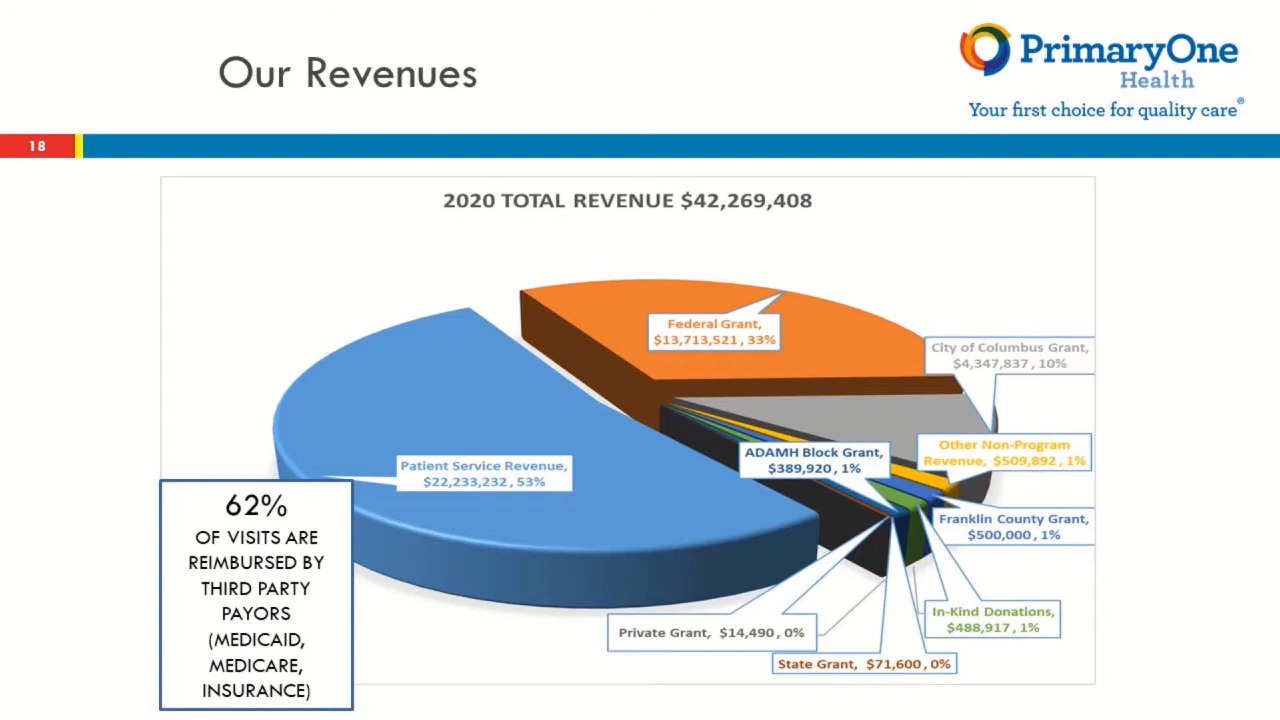 Our Revenues
PrimaryOne
Health
Your first choice for quality care®
18
2020 TOTAL REVENUE $42,269,408
Federal Grant,
$13,713,521 , 33%
City of Columbus Grant,
$4,347,837 , 10%
Other Non-Program
Revenue, $509,892 , 1%
ADAMH Block Grant,
$389,920 , 1%
Patient Service Revenue,
$22,233,232 , 53%
Franklin County Grant,
$500,000 , 1%
In-Kind Donations,
$488,917 , 1%
Private Grant, $14,490 , 0%
State Grant, $71,600 , 0%
62%
OF VISITS ARE
REIMBURSED BY
THIRD PARTY
PAYORS
(MEDICAID,
MEDICARE,
INSURANCE)